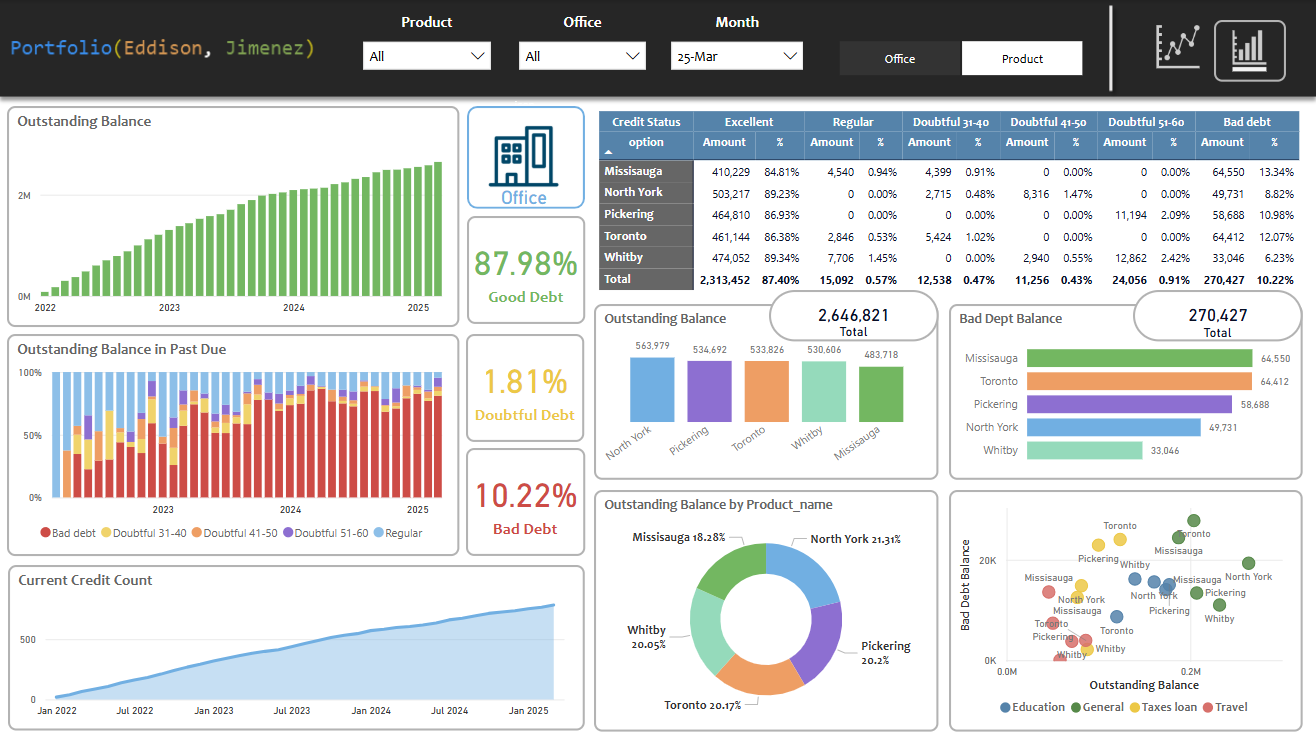 Portfolio(Eddison, Jimenez)
Product Office Month
All All 25-Mar
Office Product
Outstanding Balance
2M
0M
2022 2023 2024 2025
Office
87.98%
Good Debt
Credit Status Excellent Regular Doubtful 31-40 Doubtful 41-50 Doubtful 51-60 Bad debt
option Amount % Amount % Amount % Amount % Amount % Amount %
Missisauga 410,229 84.81% 4,540 0.94% 4,399 0.91% 0 0.00% 0 0.00% 64,550 13.34%
North York 503,217 89.23% 0 0.00% 2,715 0.48% 8,316 1.47% 0 0.00% 49,731 8.82%
Pickering 464,810 86.93% 0 0.00% 0 0.00% 0 0.00% 11,194 2.09% 58,688 10.98%
Toronto 461,144 86.38% 2,846 0.53% 5,424 1.02% 0 0.00% 0 0.00% 64,412 12.07%
Whitby 474,052 89.34% 7,706 1.45% 0 0.00% 2,940 0.55% 12,862 2.42% 33,046 6.23%
Total 2,313,452 87.40% 15,092 0.57% 12,538 0.47% 11,256 0.43% 24,056 0.91% 270,427 10.22%
Outstanding Balance in Past Due
100%
50%
0%
2023 2024 2025
Bad debt Doubtful 31-40 Doubtful 41-50 Doubtful 51-60 Regular
1.81%
Doubtful Debt
10.22%
Bad Debt
Outstanding Balance
2,646,821
Total
563,979 534,692 533,826 530,606 483,718
North York Pickering Toronto Whitby Missisauga
Bad Dept Balance
270,427
Total
Missisauga 64,550
Toronto 64,412
Pickering 58,688
North York 49,731
Whitby 33,046
Current Credit Count
500
0
Jan 2022 Jul 2022 Jan 2023 Jul 2023 Jan 2024 Jul 2024 Jan 2025
Outstanding Balance by Product_name
Missisauga 18.28%
North York 21.31%
Whitby
20.05%
Pickering
20.2%
Toronto 20.17%
Bad Debt Balance
20K
0K
Toronto
Toronto
Missisauga
Pickering
Whitby
Missisauga
Missisauga
North York
North York
North York
Pickering
Missisauga
Pickering
Whitby
Toronto
Toronto
Pickering
Whitby
Whitby
0.0M 0.2M
Outstanding Balance
Education General Taxes loan Travel